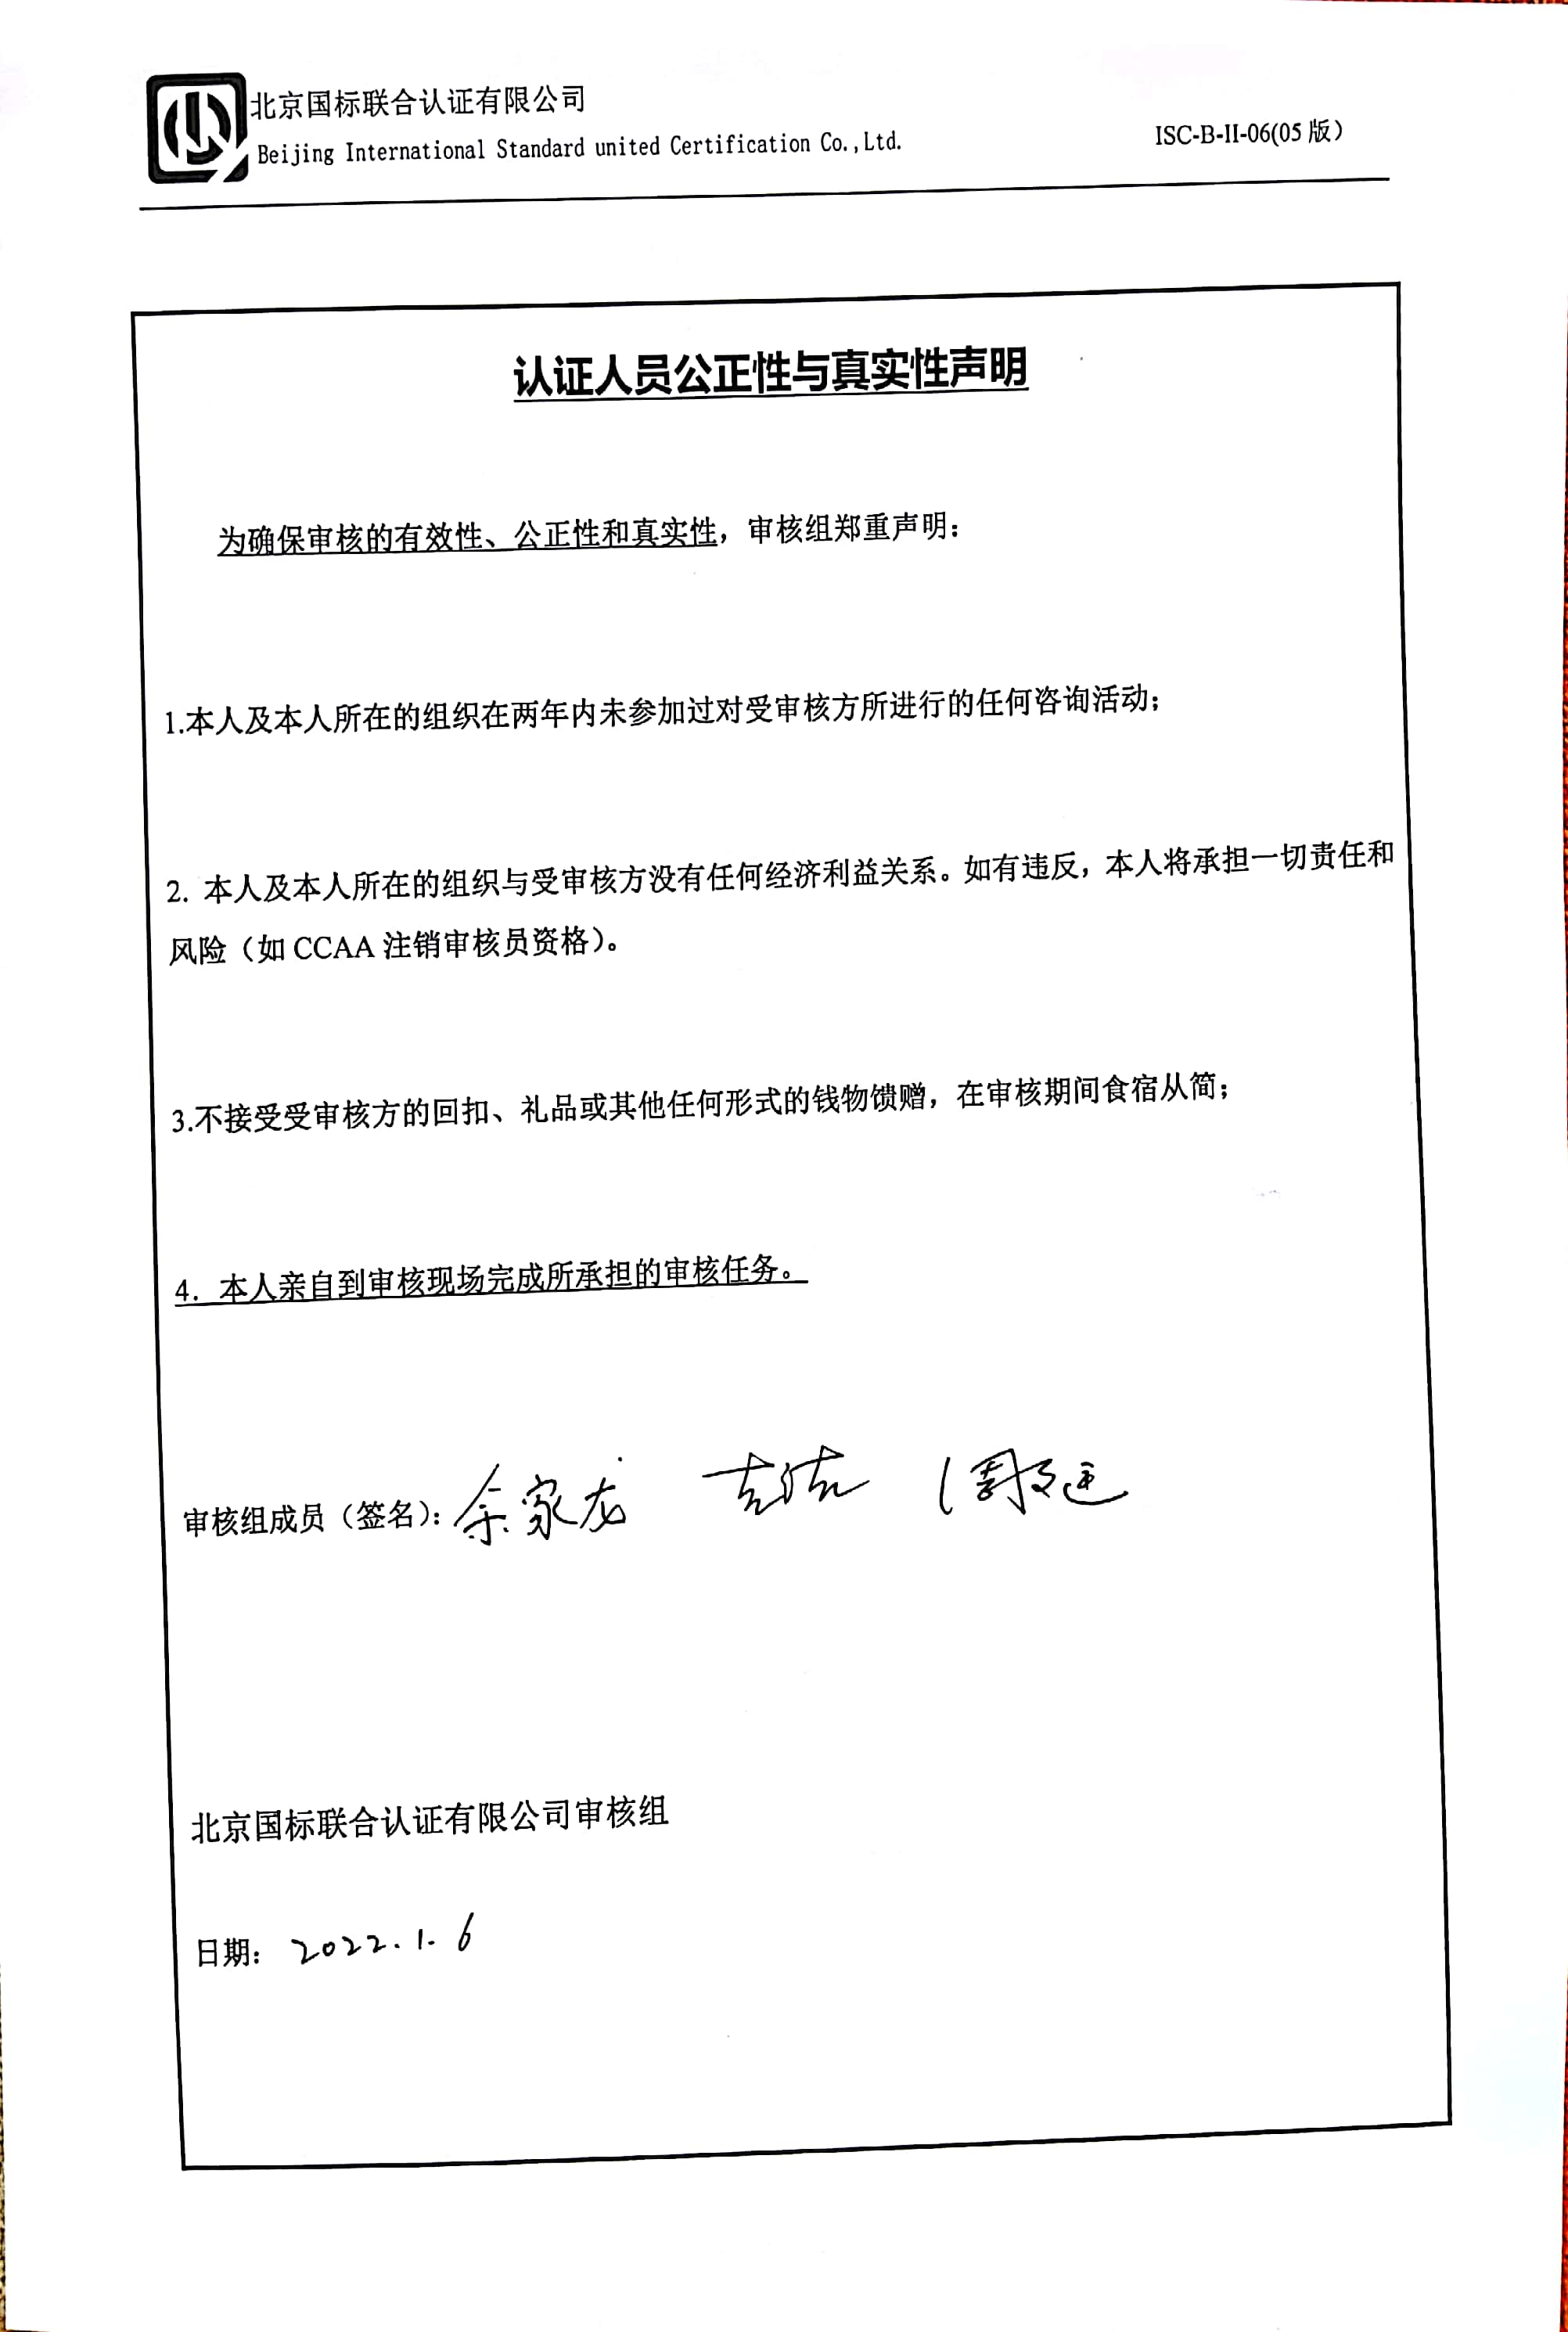 北京国标联合认证有限公司
Beijing International Standard united Certification Co.,Ltd.
ISC-B-II-06(05 版)
认证人员公正性与真实性声明
为确保审核的有效性、公正性和真实性，审核组郑重声明：
1.本人及本人所在的组织在两年内未参加过对受审核方所进行的任何咨询活动；
2. 本人及本人所在的组织与受审核方没有任何经济利益关系。如有违反，本人将承担一切责任和
风险（如 CCAA 注销审核员资格）。
3.不接受受审核方的回扣、礼品或其他任何形式的钱物馈赠，在审核期间食宿从简；
4. 本人亲自到审核现场完成所承担的审核任务。
审核组成员（签名）：余家龙 吉洁
北京国标联合认证有限公司审核组
日期： 2022.1.6